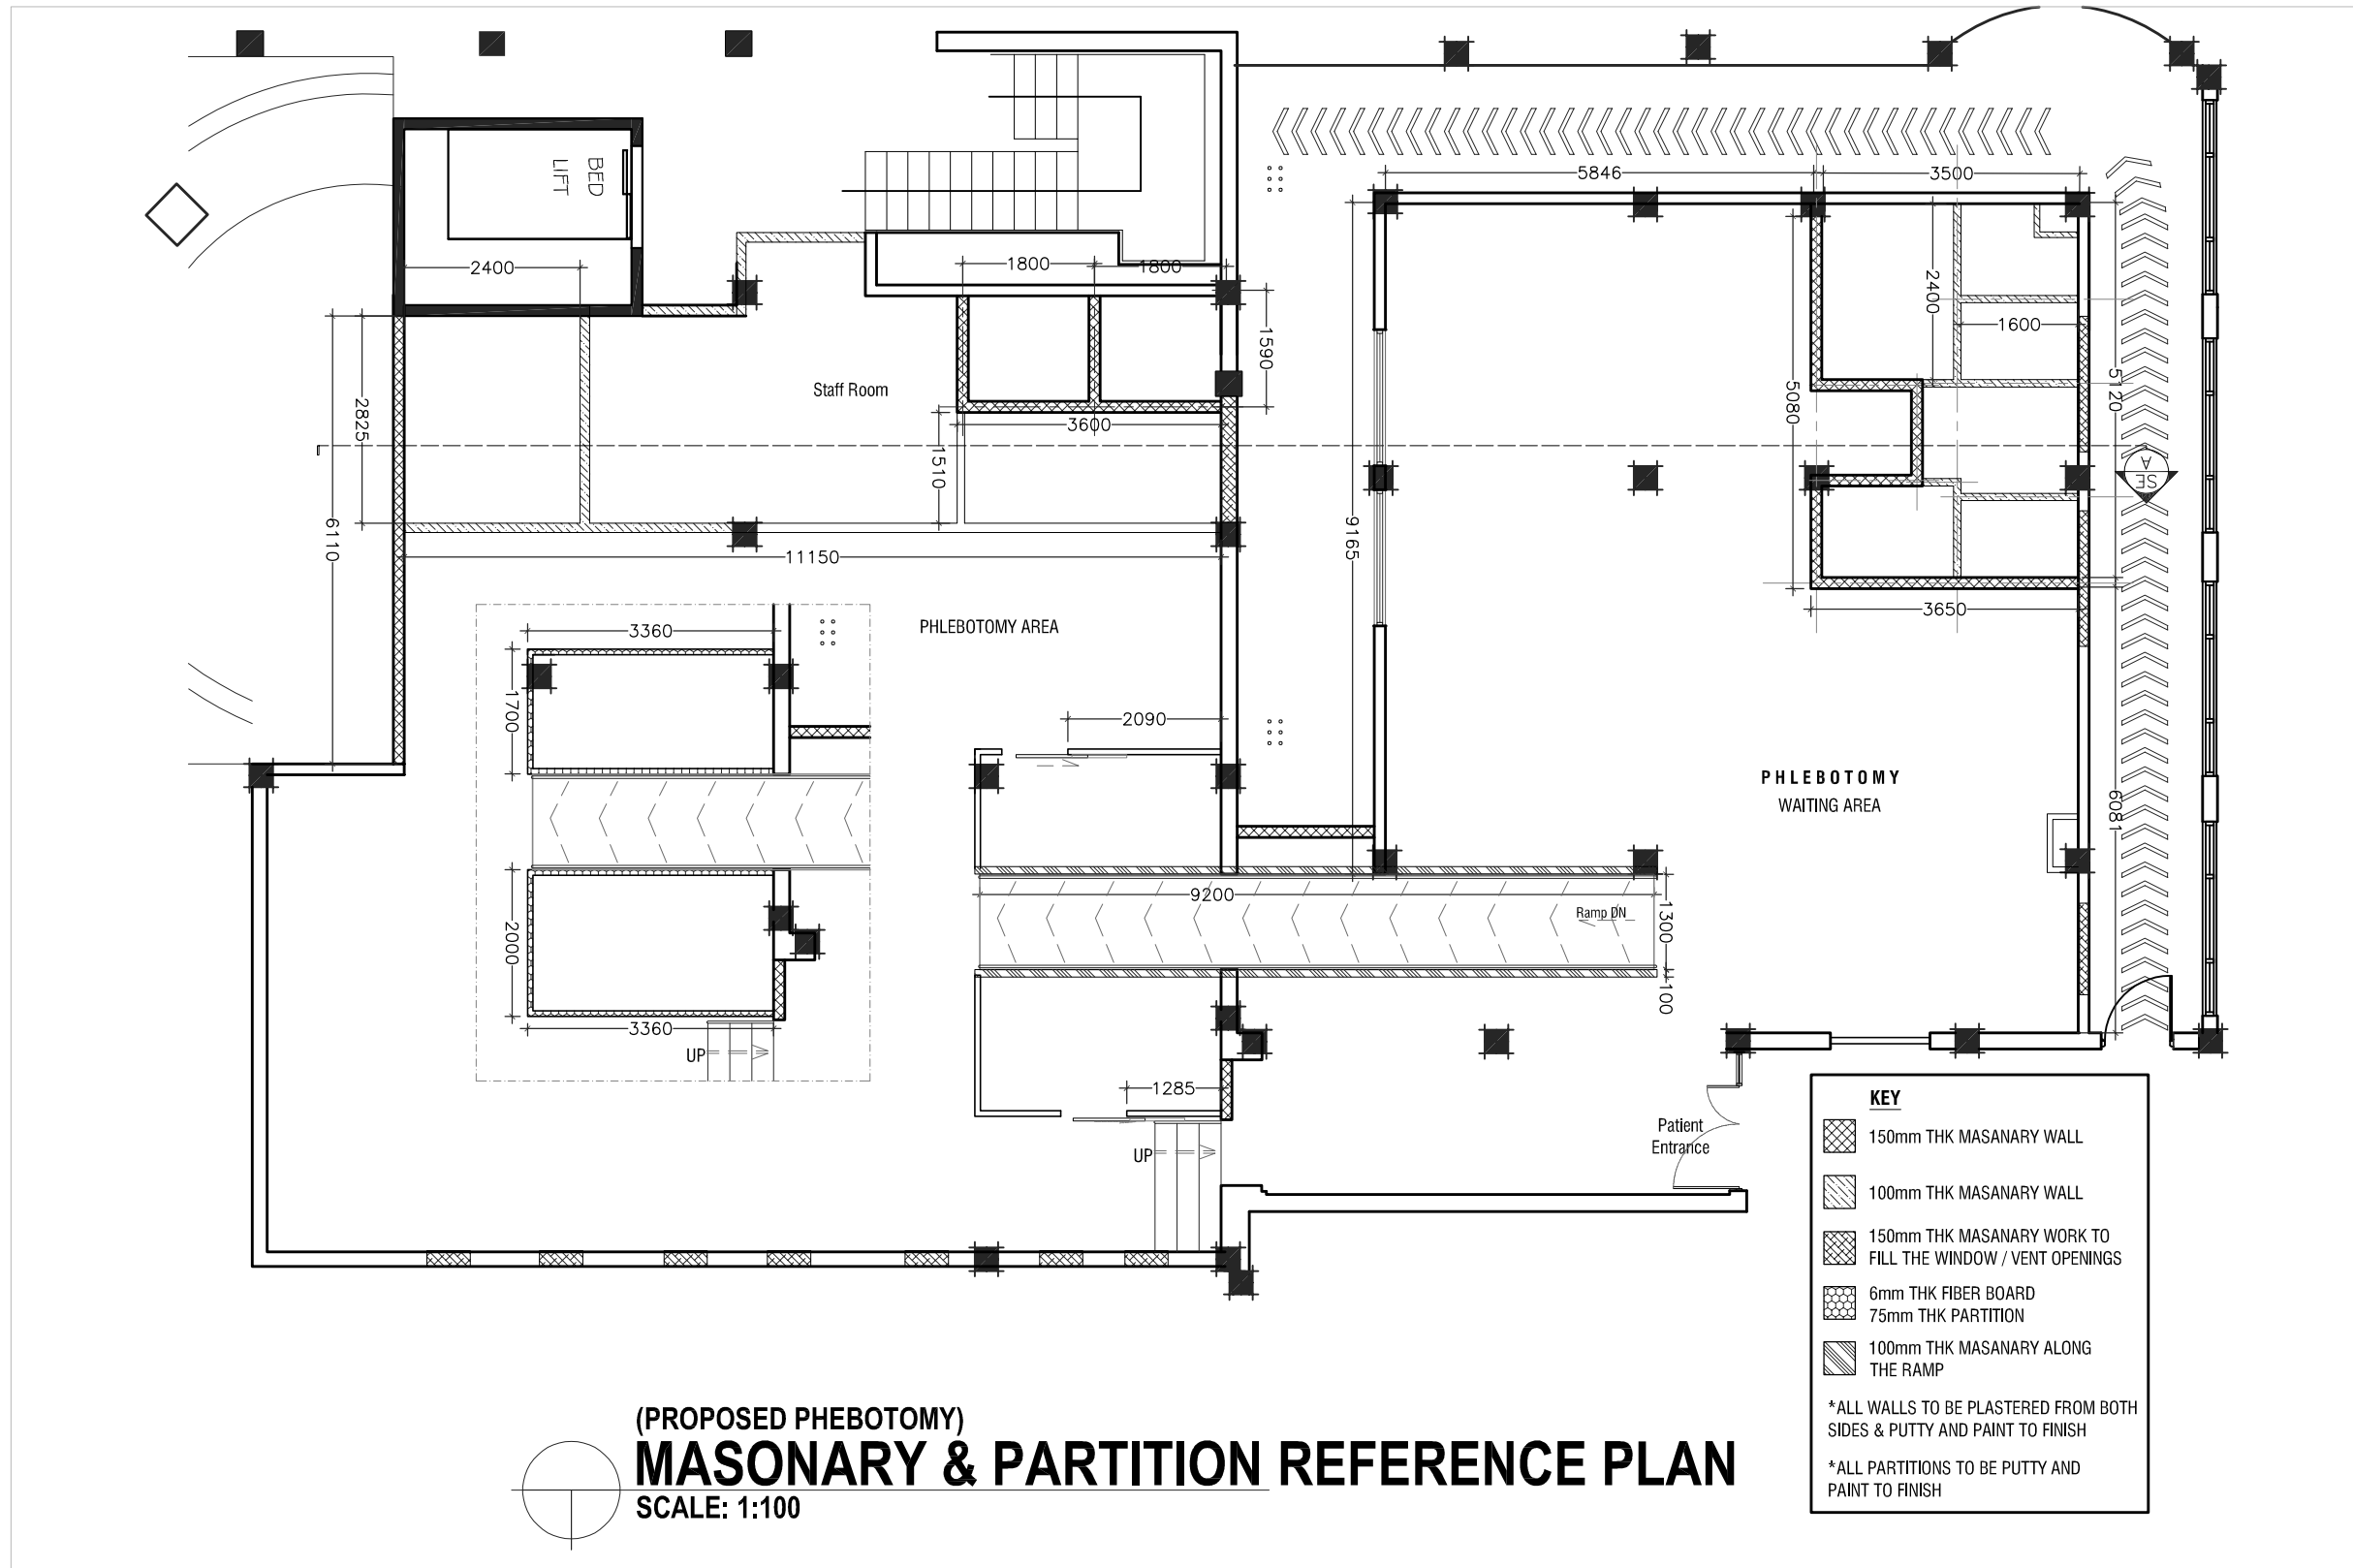 5846
3500
BED
LIFT
2400
1800
1800
2400
1590
1600
Staff Room
2825
5120
5080
3600
1510
A
SE
6110
9165
11150
3650
3360
PHLEBOTOMY AREA
1700
2090
PHLEBOTOMY
WAITING AREA
6081
9200
Ramp DN
1300
2000
100
3360
UP
1285
UP
Patient
Entrance
KEY
150mm THK MASANARY WALL
100mm THK MASANARY WALL
150mm THK MASANARY WORK TO
FILL THE WINDOW / VENT OPENINGS
6mm THK FIBER BOARD
75mm THK PARTITION
100mm THK MASANARY ALONG
THE RAMP
*ALL WALLS TO BE PLASTERED FROM BOTH
SIDES & PUTTY AND PAINT TO FINISH
*ALL PARTITIONS TO BE PUTTY AND
PAINT TO FINISH
(PROPOSED PHEBOTOMY)
MASONARY & PARTITION REFERENCE PLAN
SCALE: 1:100